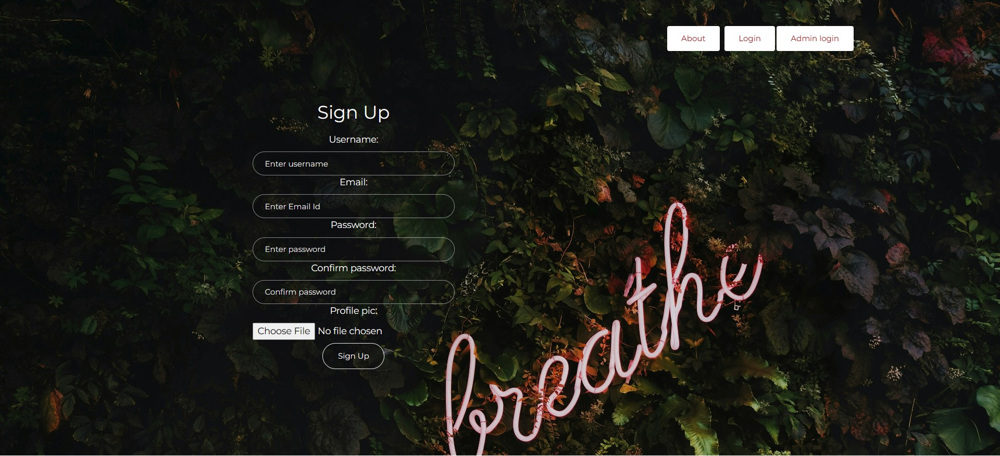 About Login Admin login
Sign Up
Username:
Enter username
Email:
Enter Email Id
Password:
Enter password
Confirm password:
Confirm password
Profile pic:
Choose File No file chosen
Sign Up
breathe